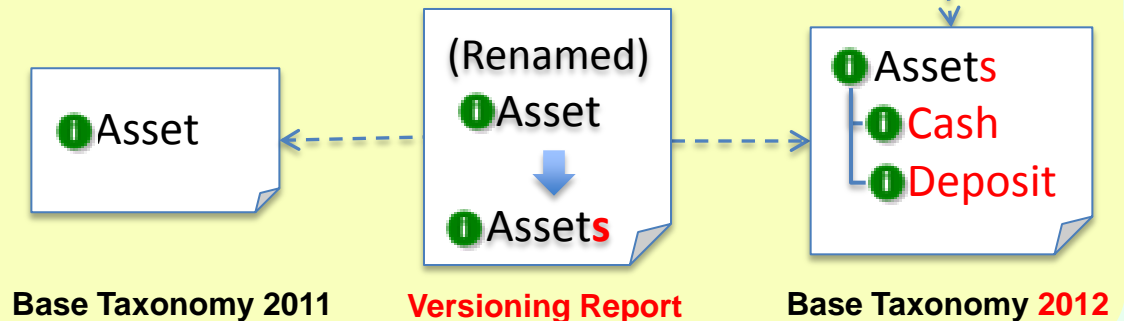 Asset
(Renamed)
Asset
Assets
Assets
Cash
Deposit
Base Taxonomy 2011
Versioning Report
Base Taxonomy 2012